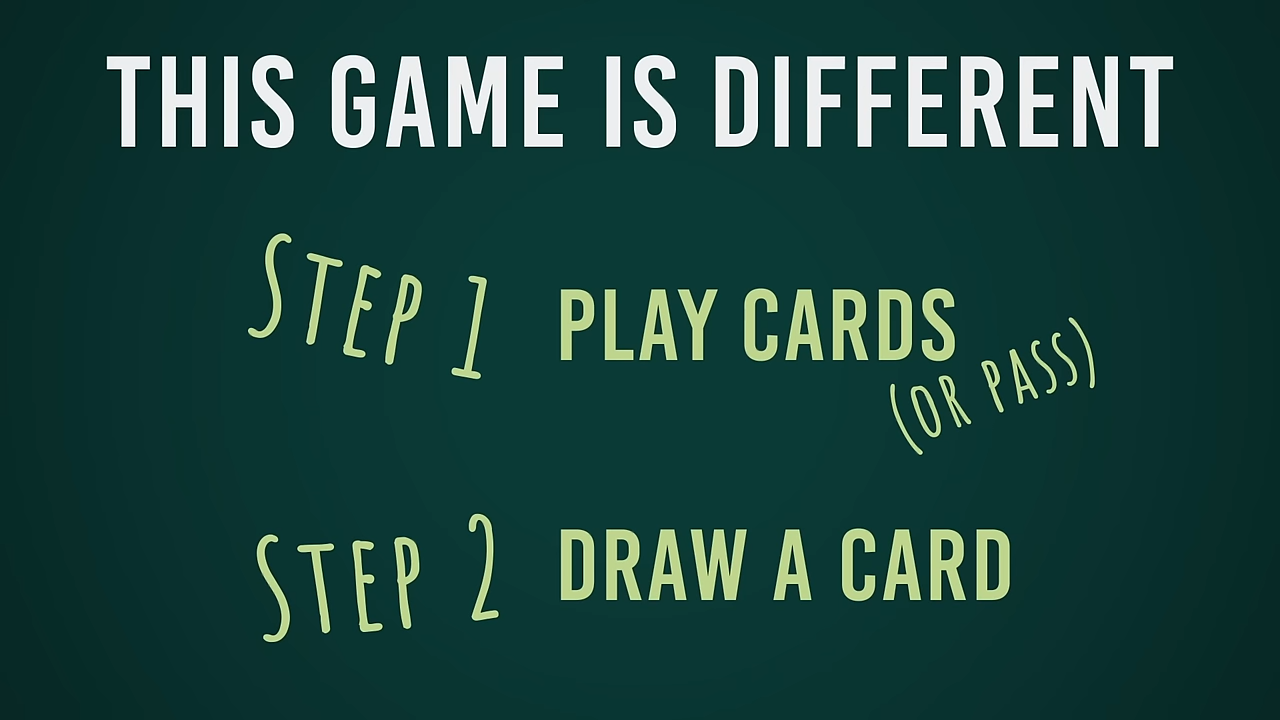 THIS GAME IS DIFFERENT
STEP 1 PLAY CARDS
(OR PASS)
STEP 2 DRAW A CARD